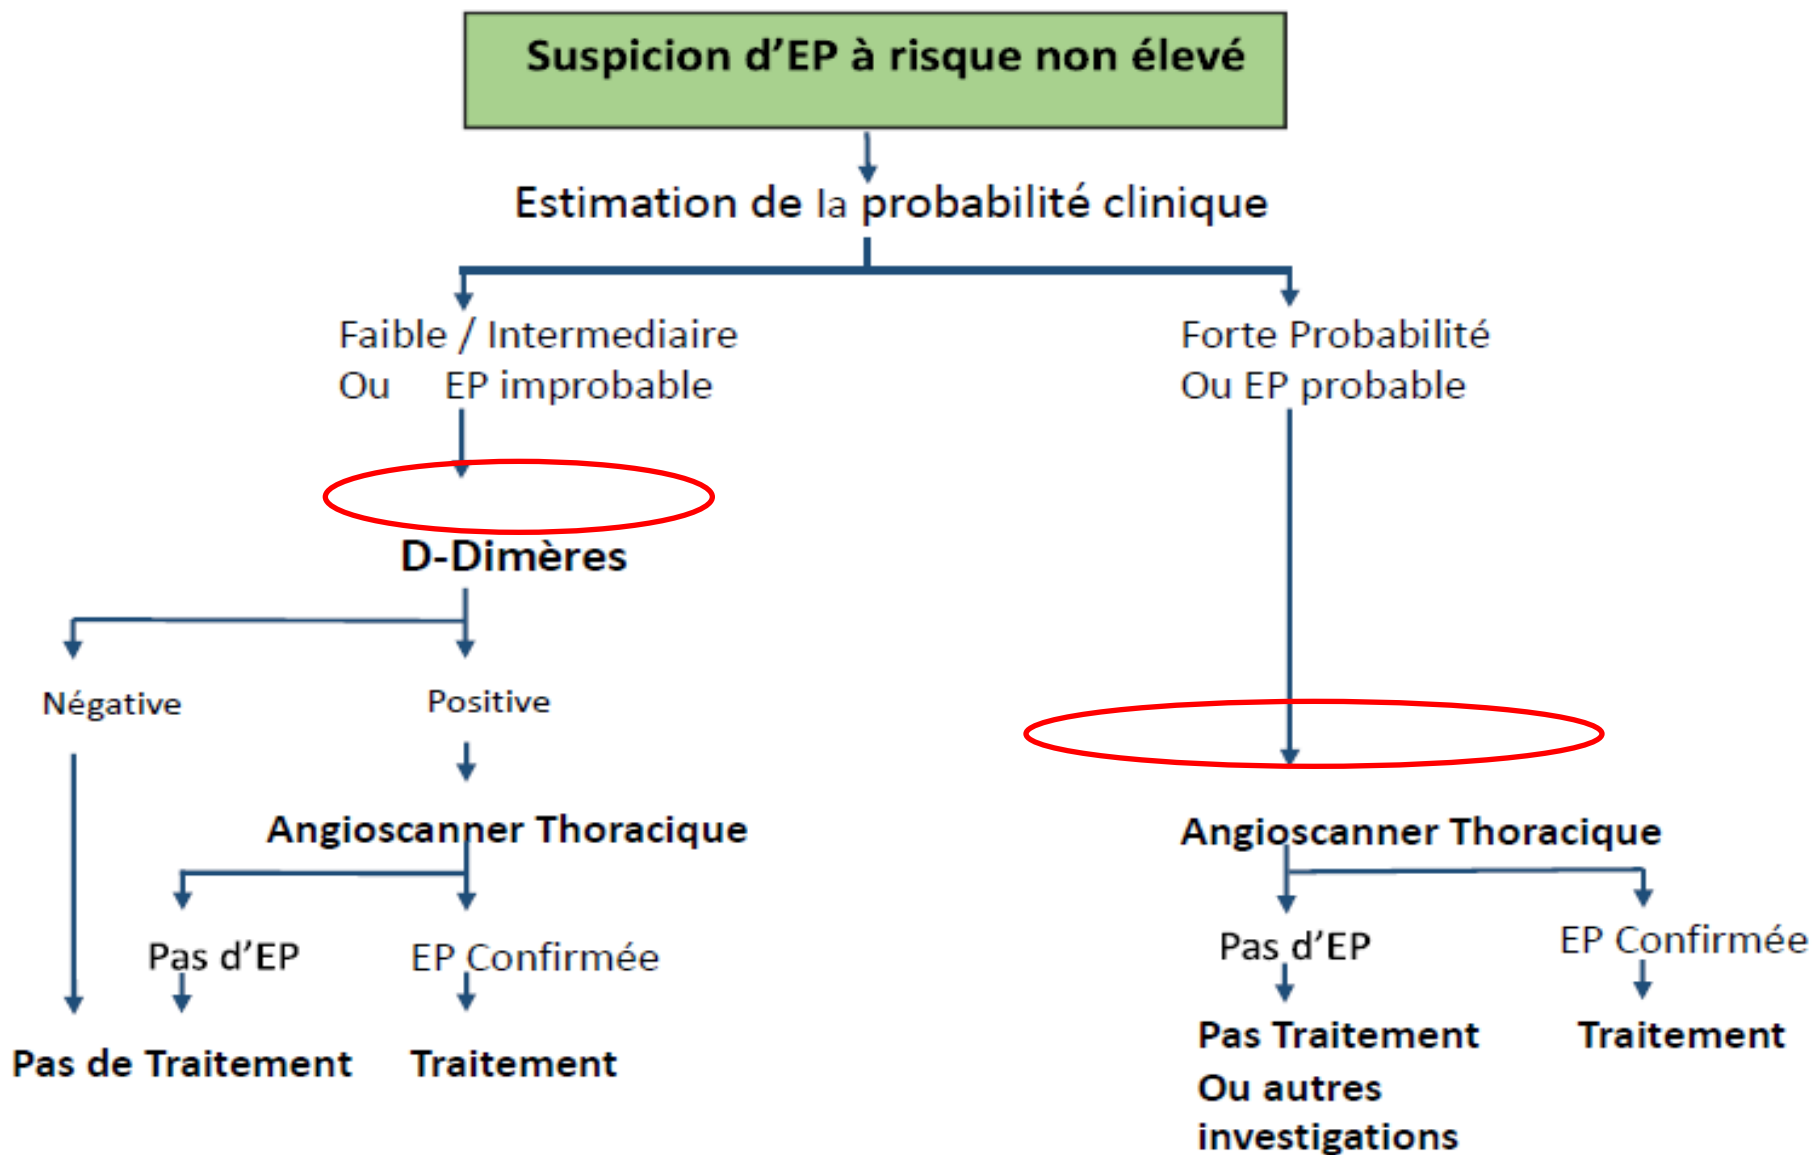 Suspicion d’EP à risque non élevé
Estimation de la probabilité clinique
Faible / Intermediaire
Ou EP improbable
Forte Probabilité
Ou EP probable
D-Dimères
Négative
Positive
Angioscanner Thoracique
Angioscanner Thoracique
Pas d’EP
EP Confirmée
Pas d’EP
EP Confirmée
Pas de Traitement
Traitement
Pas Traitement
Ou autres
investigations
Traitement